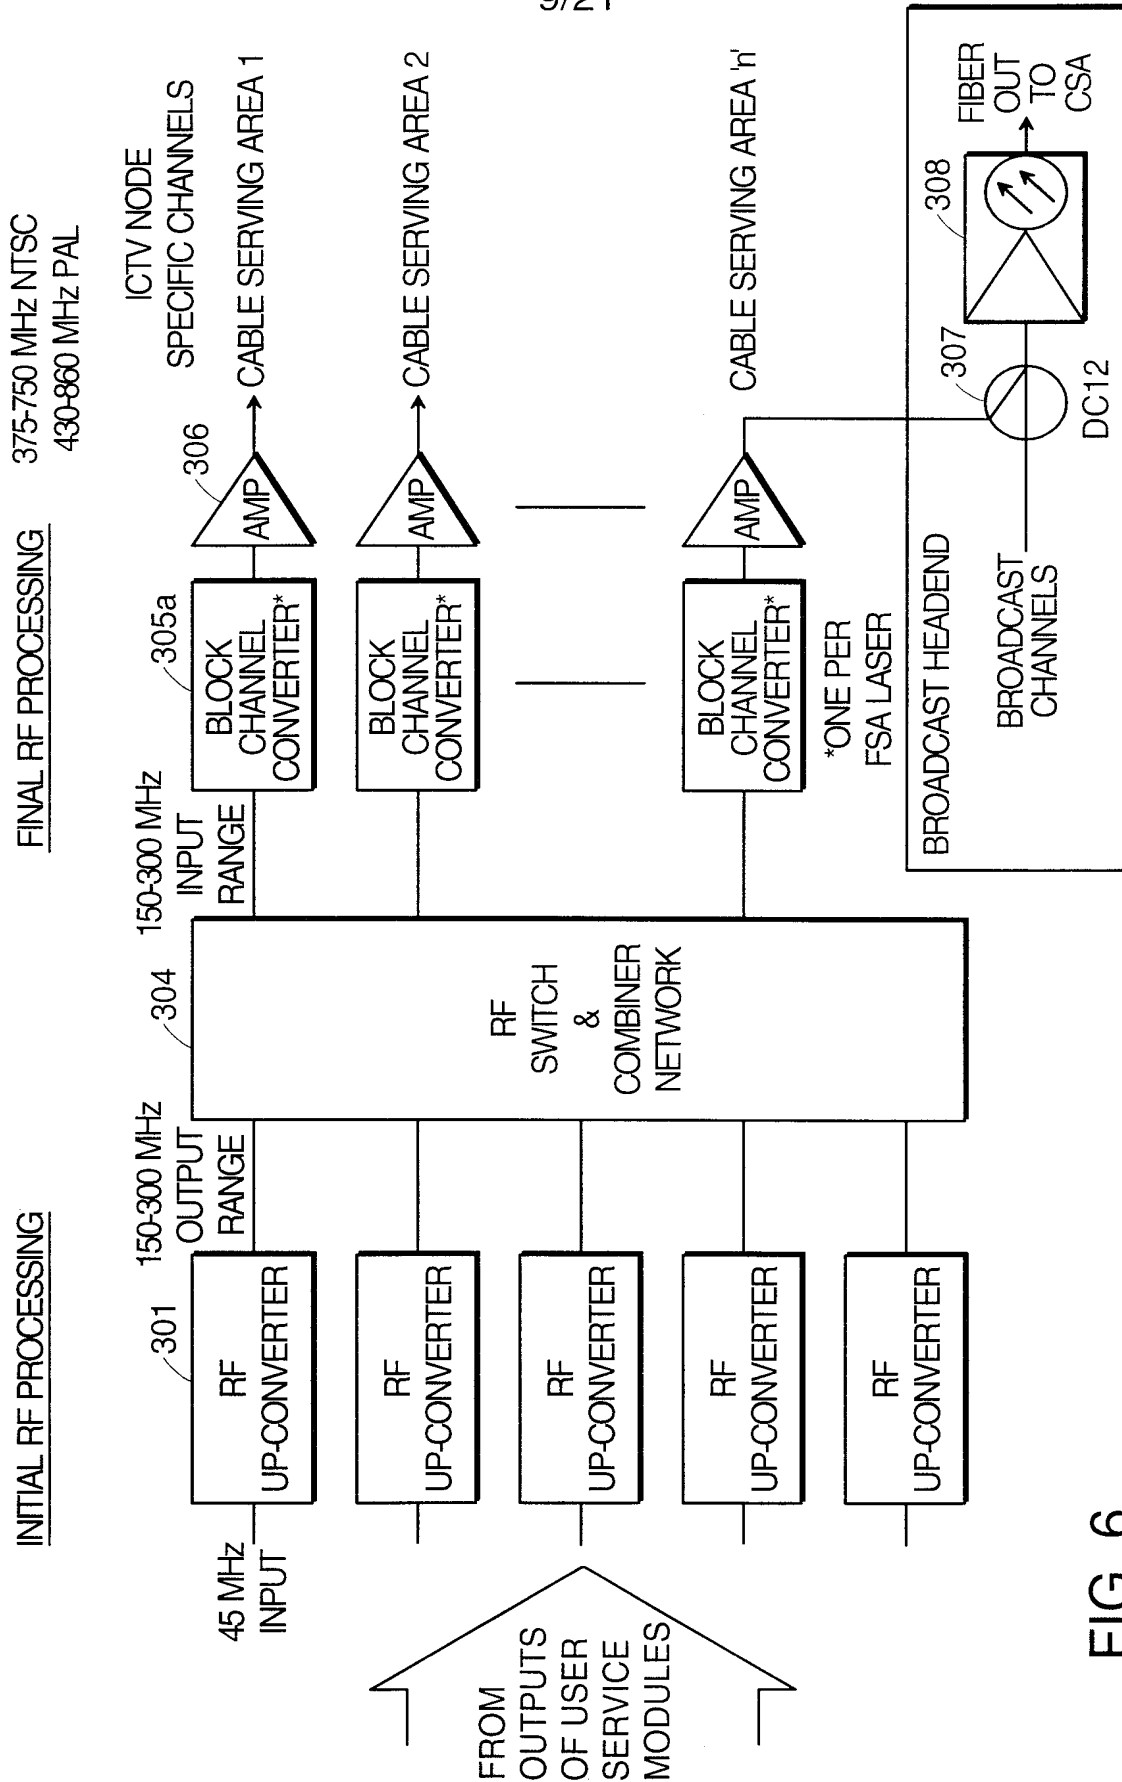 9/21
INITIAL RF PROCESSING
FINAL RF PROCESSING
375-750 MHz NTSC
430-860 MHz PAL
45 MHz
INPUT
301
150-300 MHz
OUTPUT
RANGE
304
150-300 MHz
INPUT
RANGE
305a
306
ICTV NODE
SPECIFIC CHANNELS
RF
UP-CONVERTER
BLOCK
CHANNEL
CONVERTER*
AMP
CABLE SERVING AREA 1
RF
UP-CONVERTER
BLOCK
CHANNEL
CONVERTER*
AMP
CABLE SERVING AREA 2
FROM
OUTPUTS
OF USER
SERVICE
MODULES
RF
UP-CONVERTER
RF
SWITCH
&
COMBINER
NETWORK
RF
UP-CONVERTER
BLOCK
CHANNEL
CONVERTER*
AMP
CABLE SERVING AREA 'n'
*ONE PER
FSA LASER
RF
UP-CONVERTER
BROADCAST HEADEND
BROADCAST
CHANNELS
307
DC12
308
FIBER
OUT
TO
CSA
FIG. 6